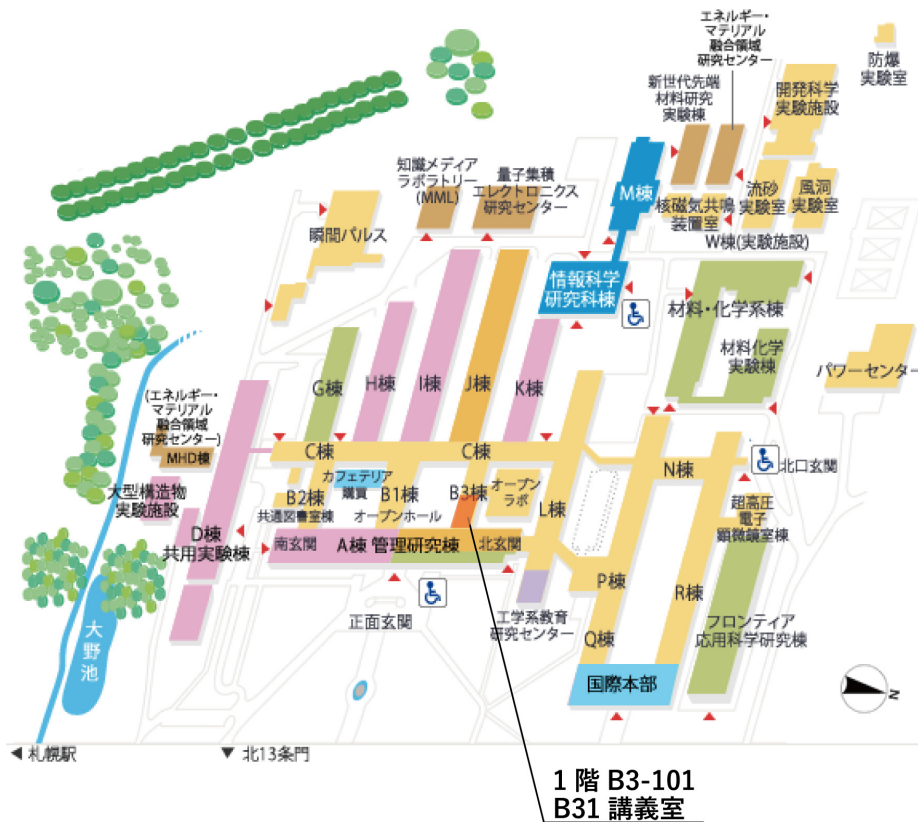 エネルギー・
マテリアル
融合領域
研究センター
防爆
実験室
新世代先端
材料研究
実験棟
開発科学
実験施設
知識メディア
ラボラトリー
(MML)
量子集積
エレクトロニクス
研究センター
M棟
核磁気共鳴
装置室
流砂
実験室
風洞
実験室
W棟(実験施設)
瞬間パルス
情報科学
研究科棟
材料・化学系棟
材料化学
実験棟
パワーセンター
G棟
H棟
I棟
J棟
K棟
(エネルギー・
マテリアル
融合領域
研究センター)
MHD棟
C棟
C棟
N棟
北口玄関
カフェテリア
購買
B2棟
共通図書室棟
B1棟
オープンホール
B3棟
オープン
ラボ
L棟
大型構造物
実験施設
超高圧
電子
顕微鏡室棟
D棟
共用実験棟
南玄関
A棟 管理研究棟
北玄関
P棟
R棟
正面玄関
工学系教育
研究センター
Q棟
フロンティア
応用科学研究棟
大野池
国際本部
N
◀ 札幌駅
▼ 北13条門
1 階 B3-101
B31 講義室